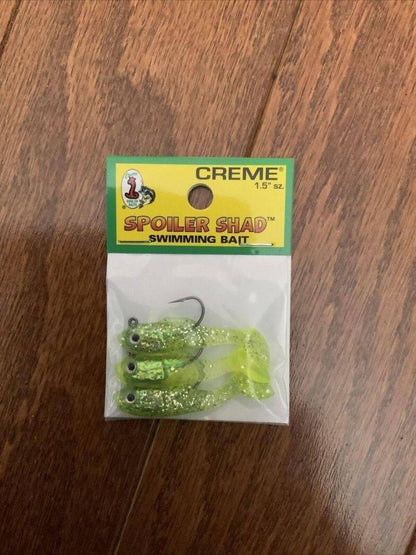 CREME®
1.5" sz.
SPOILER SHAD™
SWIMMING BAIT